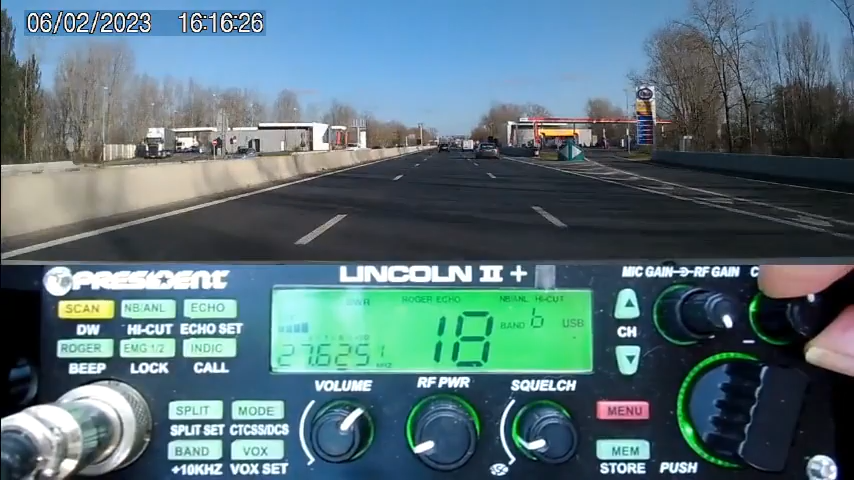 06/02/2023 16:16:26
PRESIDENT LINCOLN II + MIC GAIN RF GAIN
SCAN NB/ANL ECHO
DW HI-CUT ECHO SET
ROGER EMG 1/2 INDIC
BEEP LOCK CALL
PWR ROGER ECHO NB/ANL HI-CUT
18 BAND b USB
27.6251
CH
VOLUME RF PWR SQUELCH
SPLIT MODE MENU
SPLIT SET CTCSS/DCS
BAND VOX MEM
+10KHZ VOX SET STORE PUSH